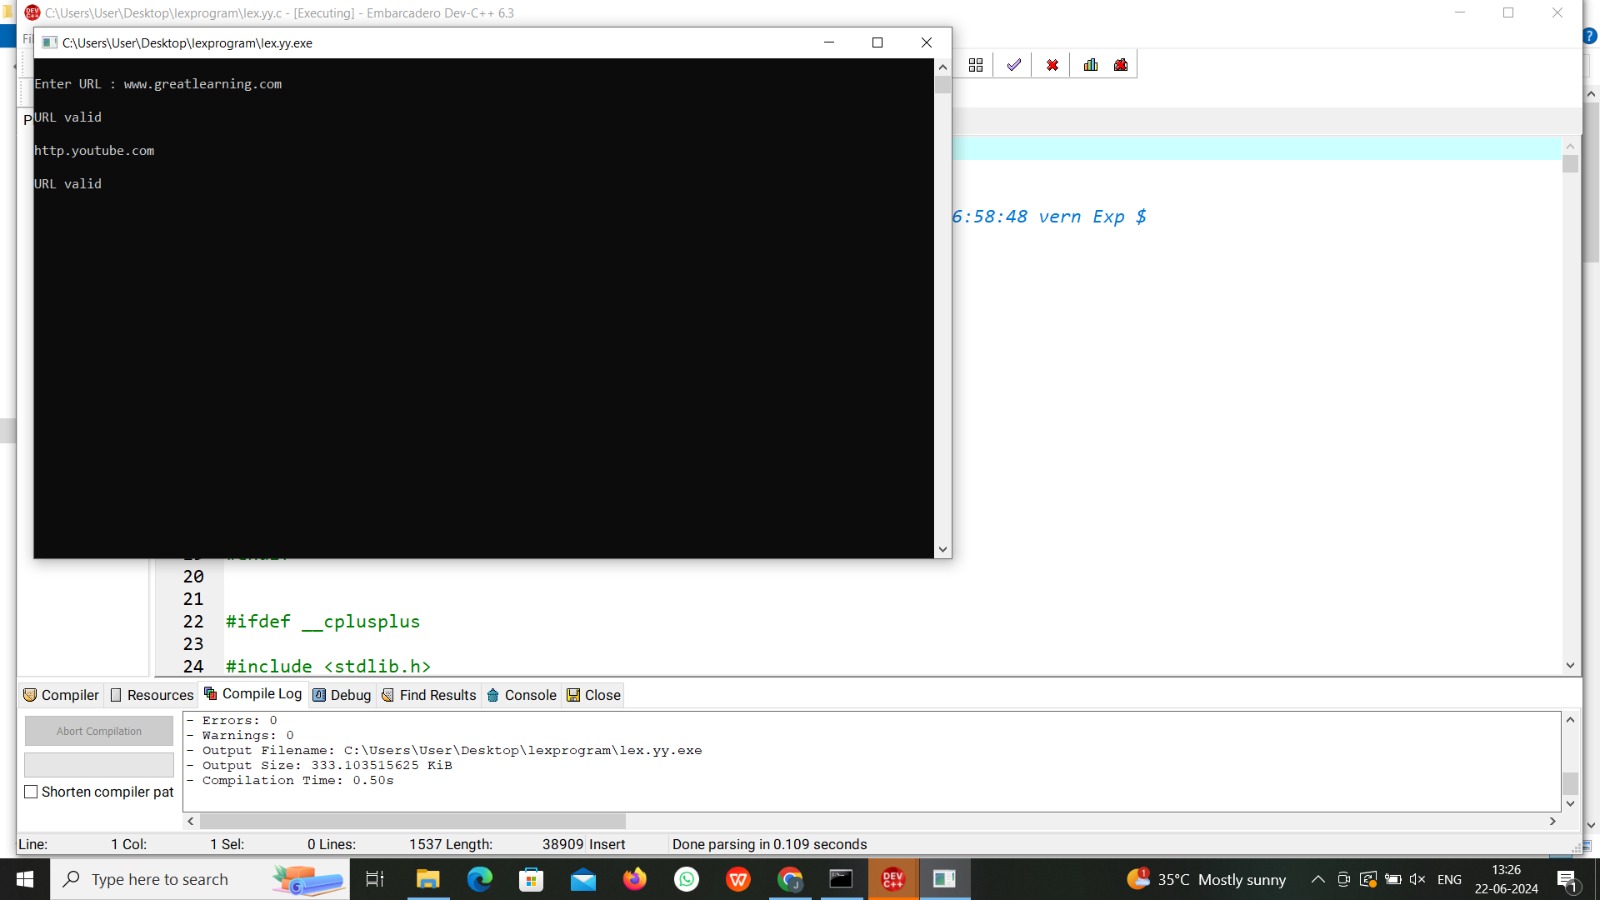 C:\Users\User\Desktop\lexprogram\lex.yy.c - [Executing] - Embarcadero Dev-C++ 6.3
C:\Users\User\Desktop\lexprogram\lex.yy.exe
Enter URL : www.greatlearning.com
URL valid
http.youtube.com
URL valid
6:58:48 vern Exp $
20
21
22 #ifdef __cplusplus
23
24 #include <stdlib.h>
Compiler Resources Compile Log Debug Find Results Console Close
Abort Compilation
Shorten compiler pat
- Errors: 0
- Warnings: 0
- Output Filename: C:\Users\User\Desktop\lexprogram\lex.yy.exe
- Output Size: 333.103515625 KiB
- Compilation Time: 0.50s
Line: 1 Col: 1 Sel: 0 Lines: 1537 Length: 38909 Insert Done parsing in 0.109 seconds
Type here to search
35°C Mostly sunny
ENG
13:26
22-06-2024